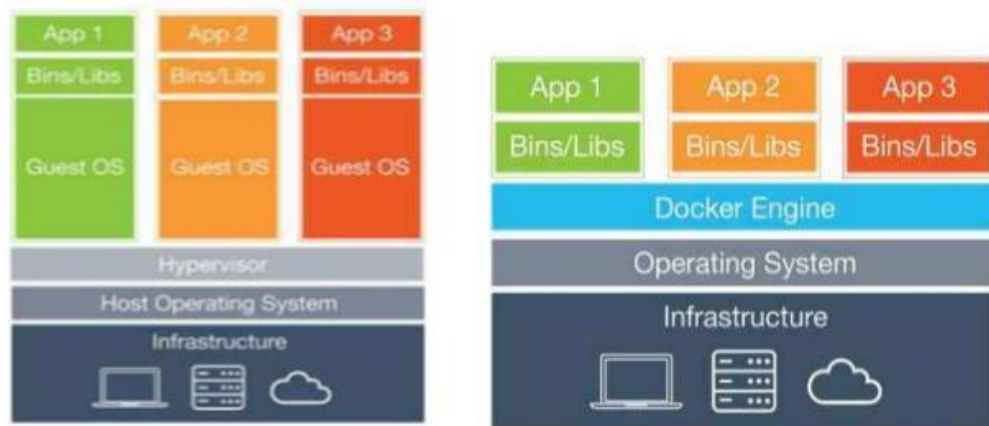 App 1 App 2 App 3
Bins/Libs Bins/Libs Bins/Libs
Guest OS Guest OS Guest OS
Hypervisor
Host Operating System
Infrastructure
App 1 App 2 App 3
Bins/Libs Bins/Libs Bins/Libs
Docker Engine
Operating System
Infrastructure